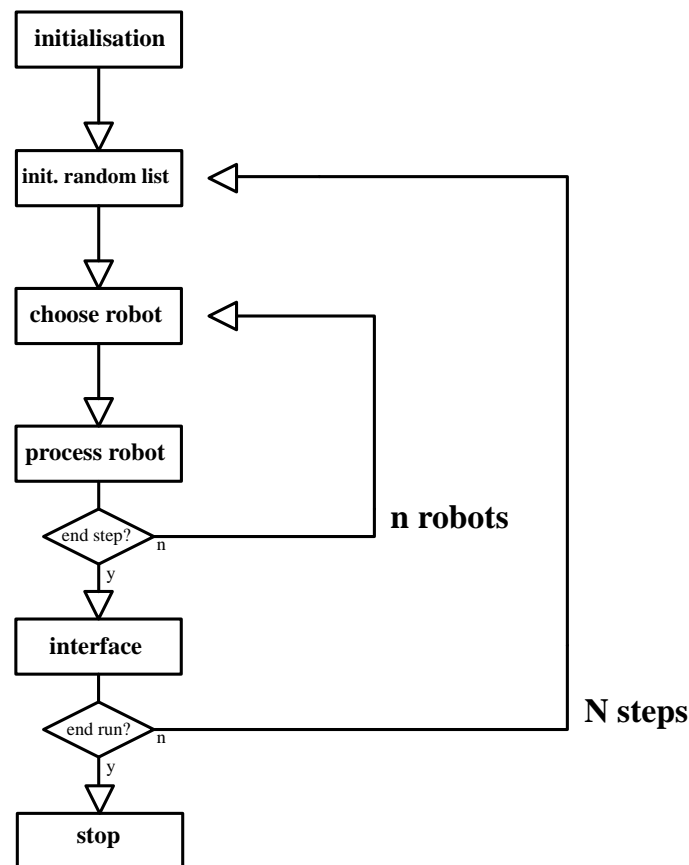 initialisation
init. random list
choose robot
process robot
n robots
end step?
n
y
interface
N steps
end run?
n
y
stop